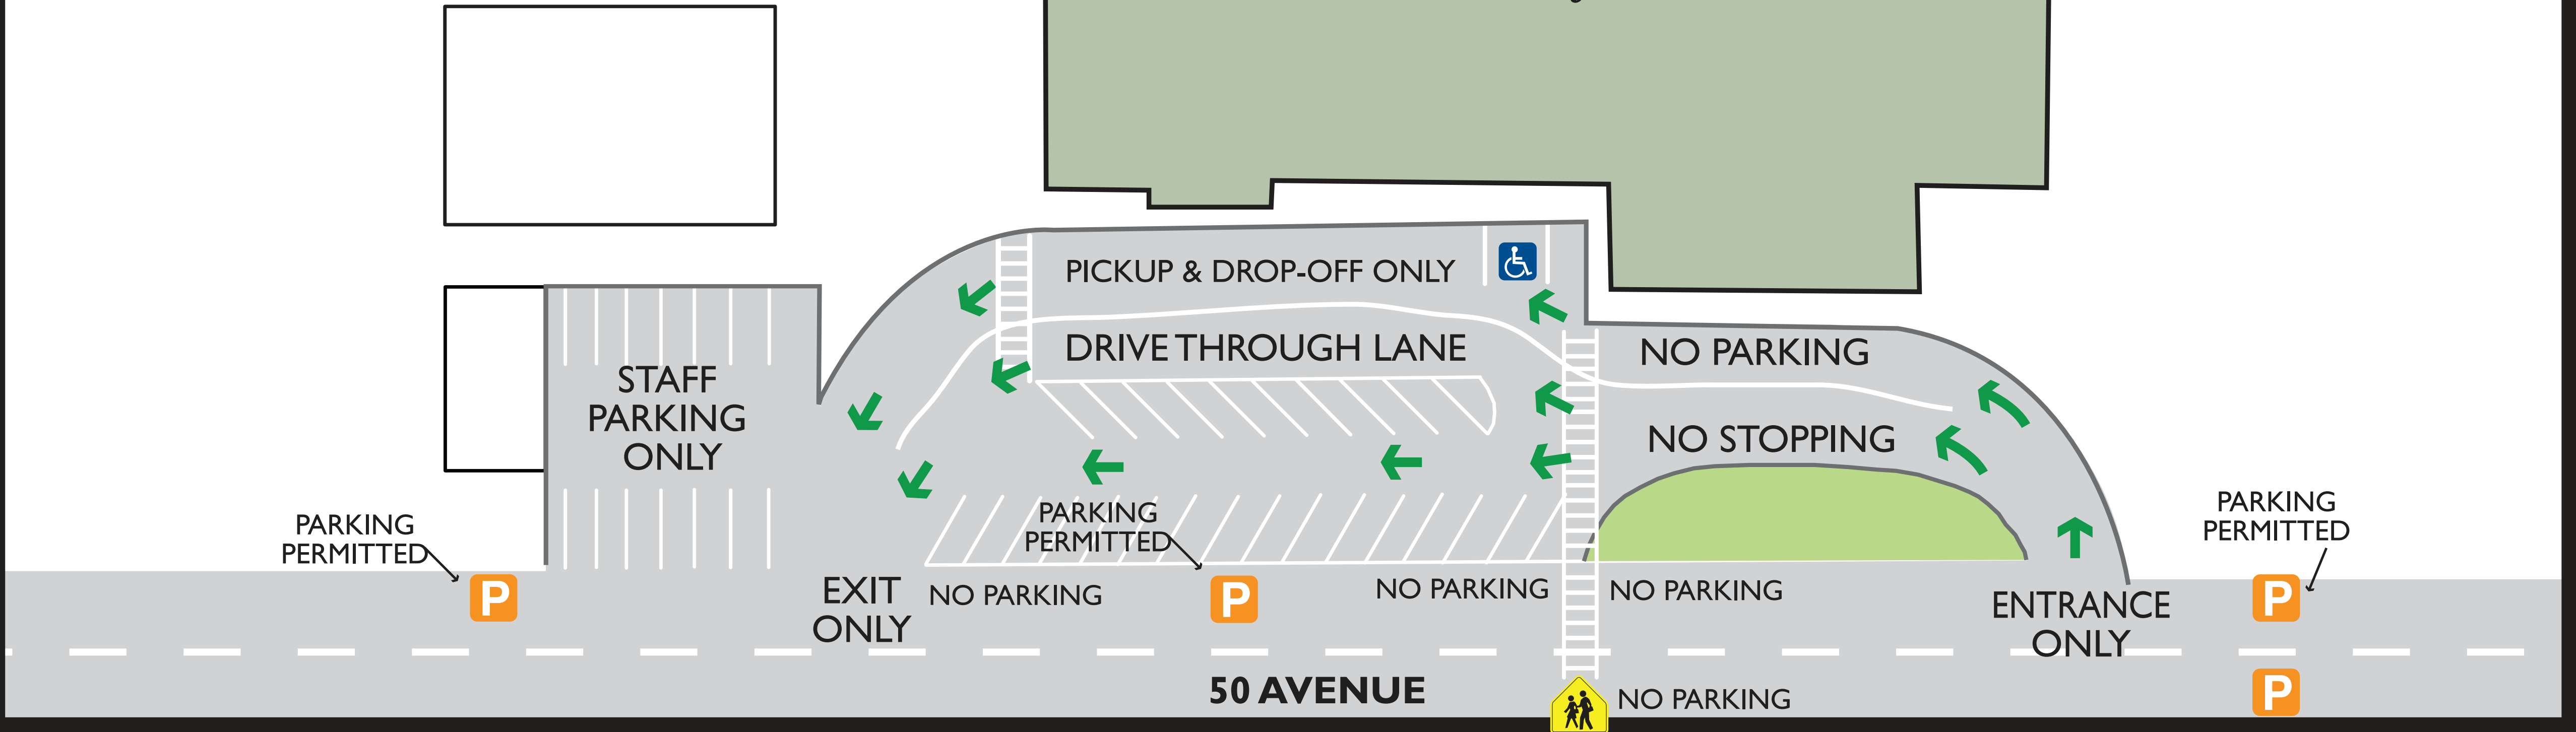 PICKUP & DROP-OFF ONLY
DRIVE THROUGH LANE
NO PARKING
NO STOPPING
STAFF
PARKING
ONLY
PARKING
PERMITTED
P
EXIT
ONLY
NO PARKING
PARKING
PERMITTED
P
NO PARKING
NO PARKING
ENTRANCE
ONLY
PARKING
PERMITTED
P
50 AVENUE
NO PARKING
P